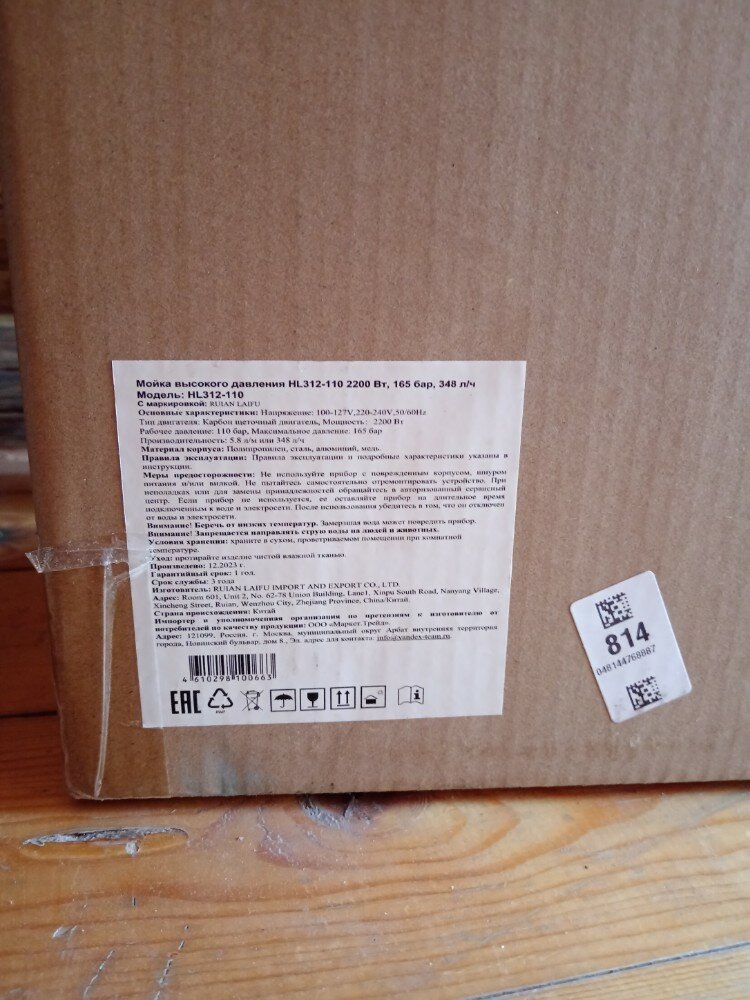 Мойка высокого давления HL312-110 2200 Вт, 165 бар, 348 л/ч
Модель: HL312-110
С маркировкой: RUIAN LAIFU
Основные характеристики: Напряжение: 100-127V,220-240V,50/60Hz
Тип двигателя: Карбон щеточный двигатель, Мощность: 2200 Вт
Рабочее давление: 110 бар, Максимальное давление: 165 бар
Производительность: 5.8 л/м или 348 л/ч
Материал корпуса: Полипропилен, сталь, алюминий, медь.
Правила эксплуатации: Правила эксплуатации и подробные характеристики указаны в
инструкции.
Меры предосторожности: Не используйте прибор с поврежденным корпусом, шнуром
питания и/или вилкой. Не пытайтесь самостоятельно отремонтировать устройство. При
неполадках или для замены принадлежностей обращайтесь в авторизованный сервисный
центр. Если прибор не используется, не оставляйте прибор на длительное время
подключенным к воде и электросети. После использования убедитесь в том, что он отключен
от воды и электросети.
Внимание! Беречь от низких температур. Замерзшая вода может повредить прибор.
Внимание! Запрещается направлять струю воды на людей и животных.
Условия хранения: храните в сухом, проветриваемом помещении при комнатной
температуре.
Уход: протирайте изделие чистой влажной тканью.
Произведено: 12.2023 г.
Гарантийный срок: 1 год.
Срок службы: 3 года
Изготовитель: RUIAN LAIFU IMPORT AND EXPORT CO., LTD.
Адрес: Room 601, Unit 2, No. 62-78 Union Building, Lane1, Xinpu South Road, Nanyang Village,
Xincheng Street, Ruian, Wenzhou City, Zhejiang Province, China/Китай.
Страна происхождения: Китай
Импортер и уполномоченная организация по претензиям к изготовителю от
потребителей по качеству продукции: ООО «Маркет.Трейд».
Адрес: 121099, Россия, г. Москва, муниципальный округ Арбат внутренняя территория
города, Новинский бульвар, дом 8., Эл. адрес для контакта: info@yandex-team.ru.
4 610298 100663
EAC
814
048144768887